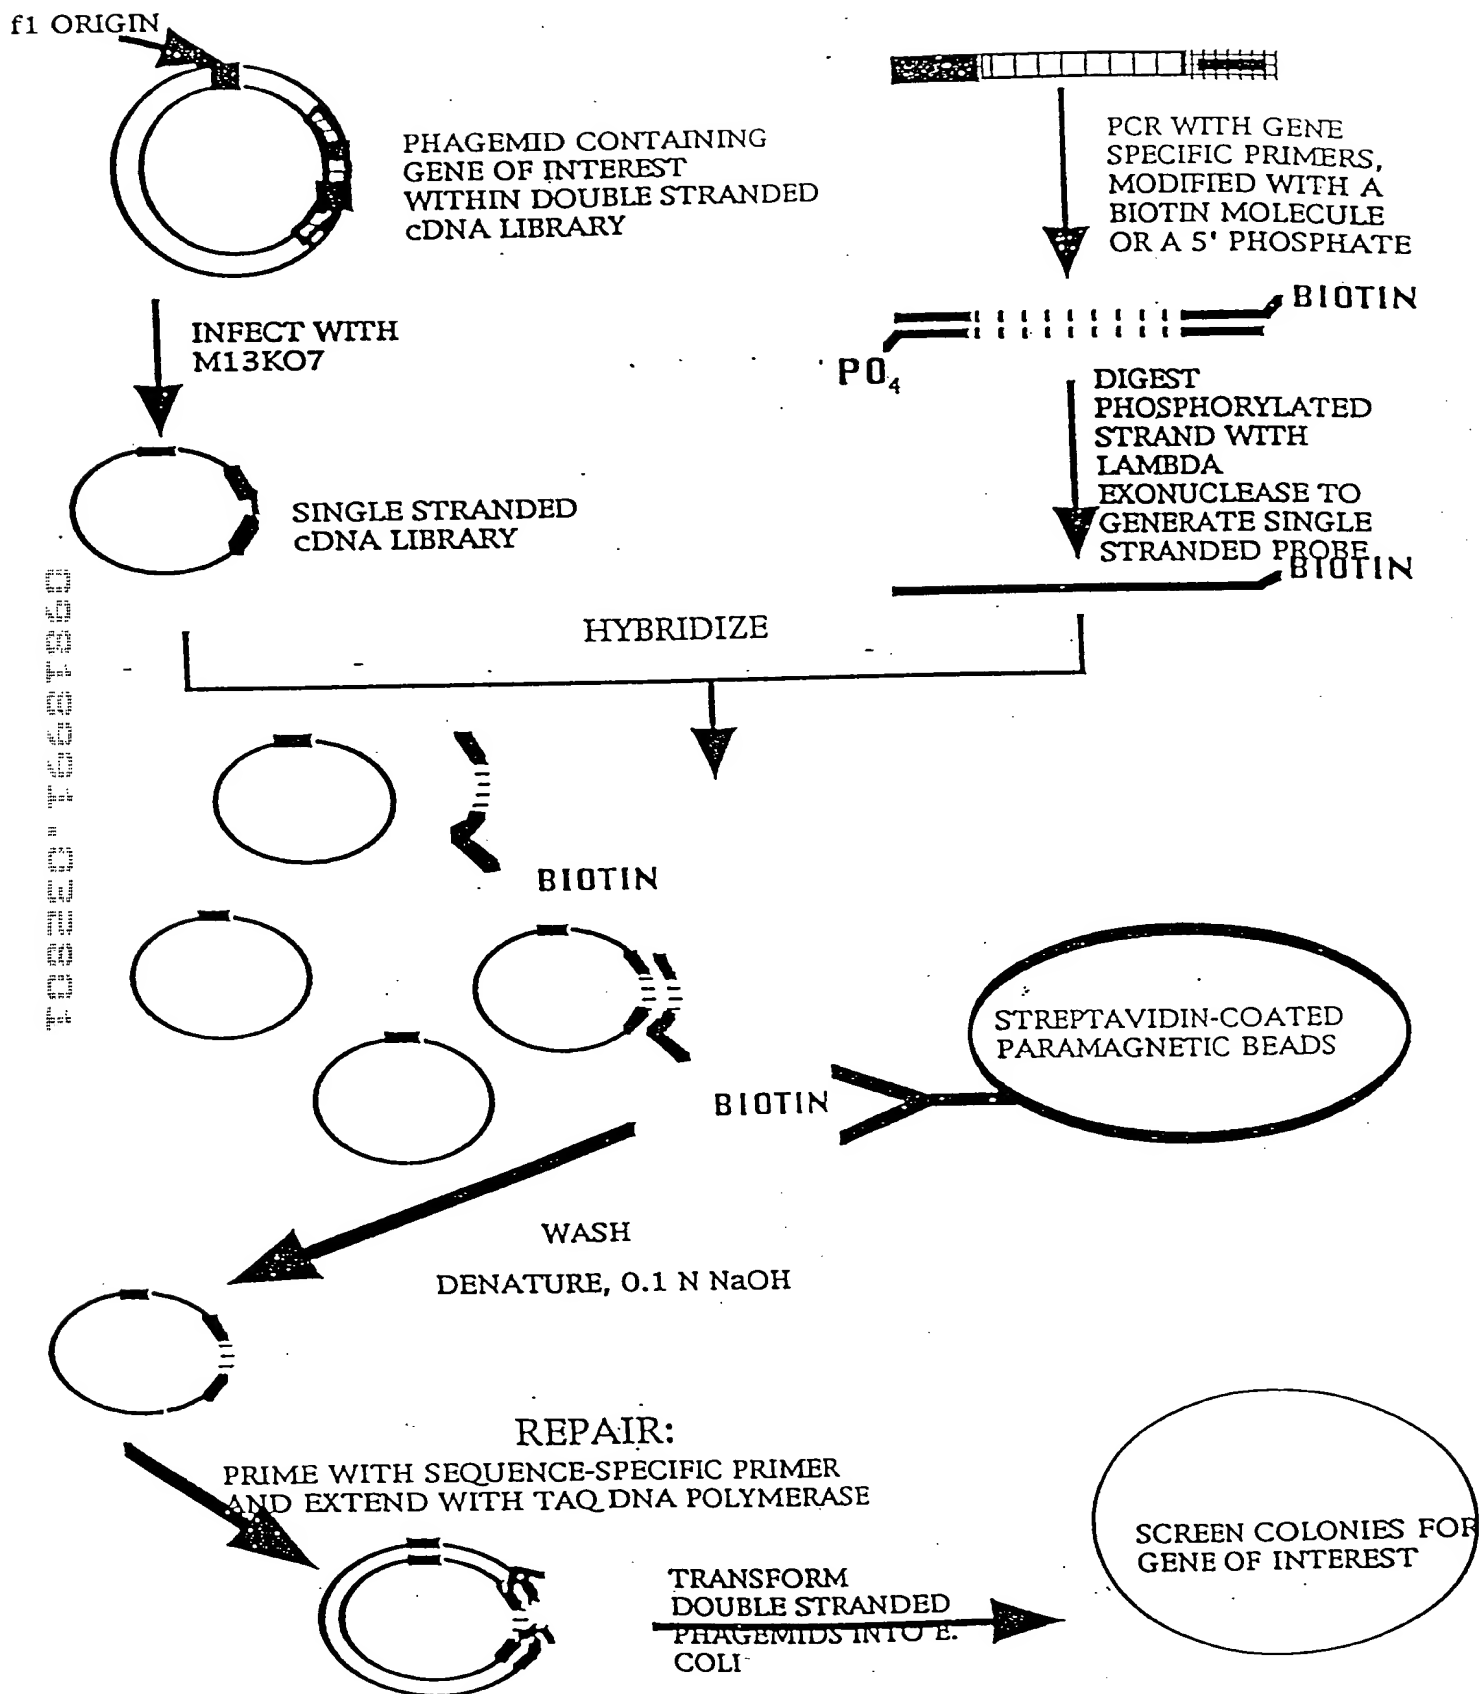 f1 ORIGIN
PHAGEMID CONTAINING
GENE OF INTEREST
WITHIN DOUBLE STRANDED
cDNA LIBRARY
INFECT WITH
M13KO7
SINGLE STRANDED
cDNA LIBRARY
PCR WITH GENE
SPECIFIC PRIMERS,
MODIFIED WITH A
BIOTIN MOLECULE
OR A 5' PHOSPHATE
BIOTIN
PO4
DIGEST
PHOSPHORYLATED
STRAND WITH
LAMBDA
EXONUCLEASE TO
GENERATE SINGLE
STRANDED PROBE
BIOTIN
HYBRIDIZE
BIOTIN
STREPTAVIDIN-COATED
PARAMAGNETIC BEADS
BIOTIN
WASH
DENATURE, 0.1 N NaOH
REPAIR:
PRIME WITH SEQUENCE-SPECIFIC PRIMER
AND EXTEND WITH TAQ DNA POLYMERASE
TRANSFORM
DOUBLE STRANDED
PHAGEMIDS INTO E.
COLI
SCREEN COLONIES FOR
GENE OF INTEREST